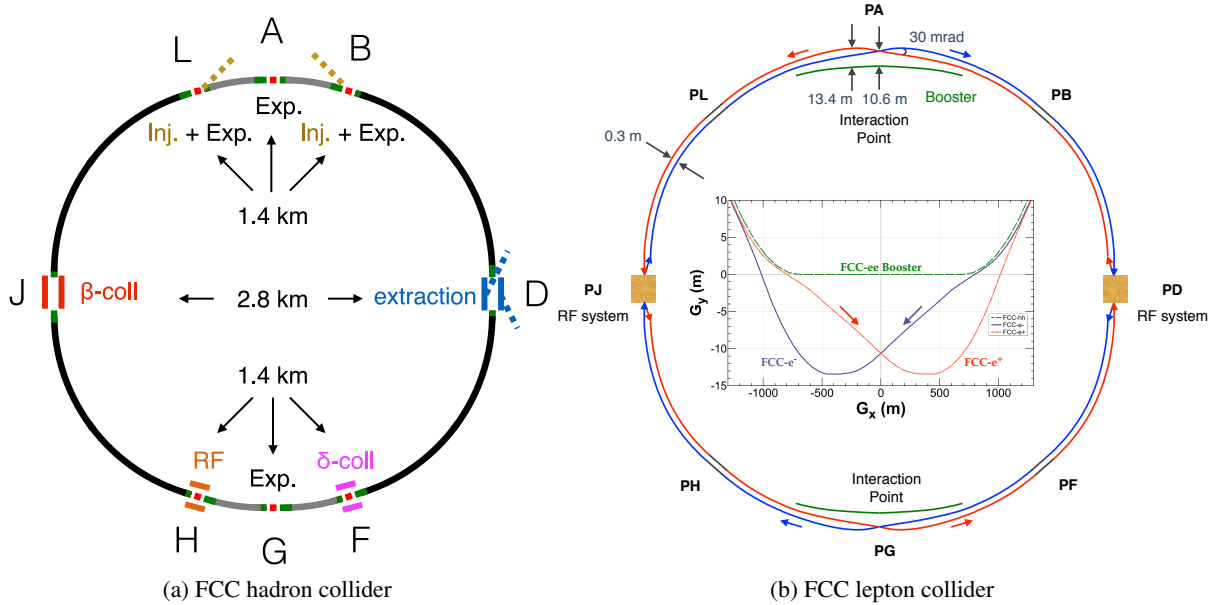 A
L
B
Exp.
Inj. + Exp.
Inj. + Exp.
1.4 km
J
β-coll
2.8 km
extraction
D
1.4 km
RF
Exp.
δ-coll
H
G
F
(a) FCC hadron collider
PA
30 mrad
13.4 m
10.6 m
Booster
Interaction
Point
PL
PB
0.3 m
10
5
0
-5
-10
-15
G_y (m)
FCC-ee Booster
FCC-hh
FCC-e-
FCC-e+
FCC-e⁻
FCC-e⁺
-1000
-500
0
500
1000
G_x (m)
PJ
RF system
PD
RF system
Interaction
Point
PH
PF
PG
(b) FCC lepton collider